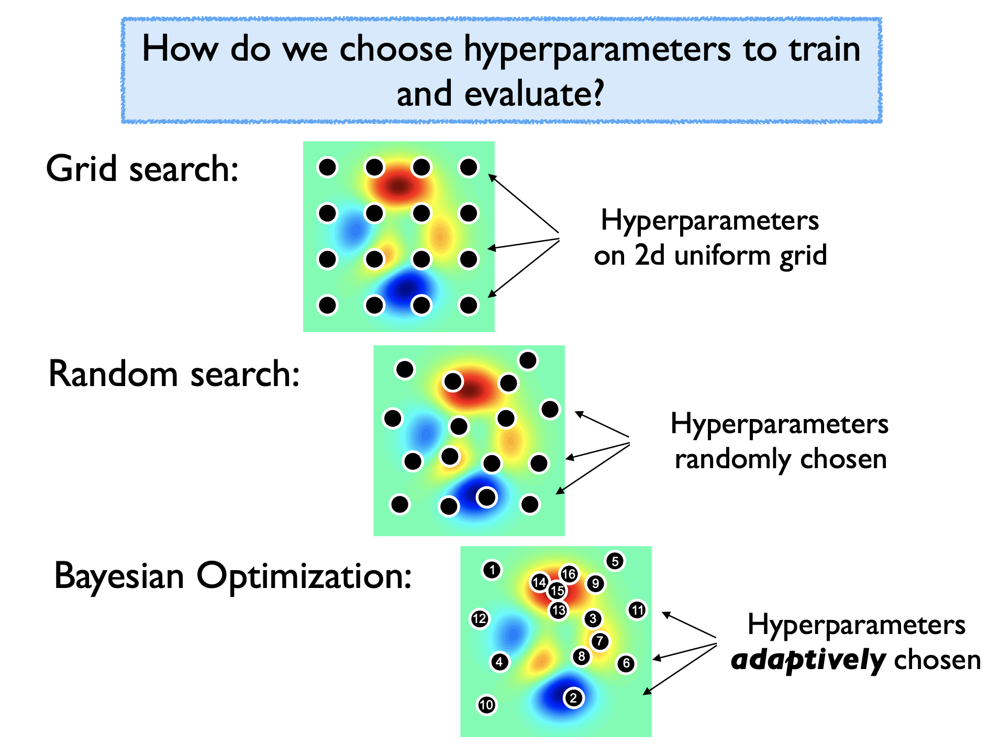 How do we choose hyperparameters to train
and evaluate?
Grid search:
Hyperparameters
on 2d uniform grid
Random search:
Hyperparameters
randomly chosen
Bayesian Optimization:
1
5
16
14
9
15
13
11
12
3
7
8
4
6
2
10
Hyperparameters
adaptively chosen